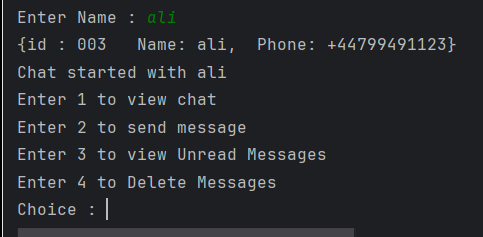 Enter Name : ali
{id : 003   Name: ali,  Phone: +44799491123}
Chat started with ali
Enter 1 to view chat
Enter 2 to send message
Enter 3 to view Unread Messages
Enter 4 to Delete Messages
Choice :